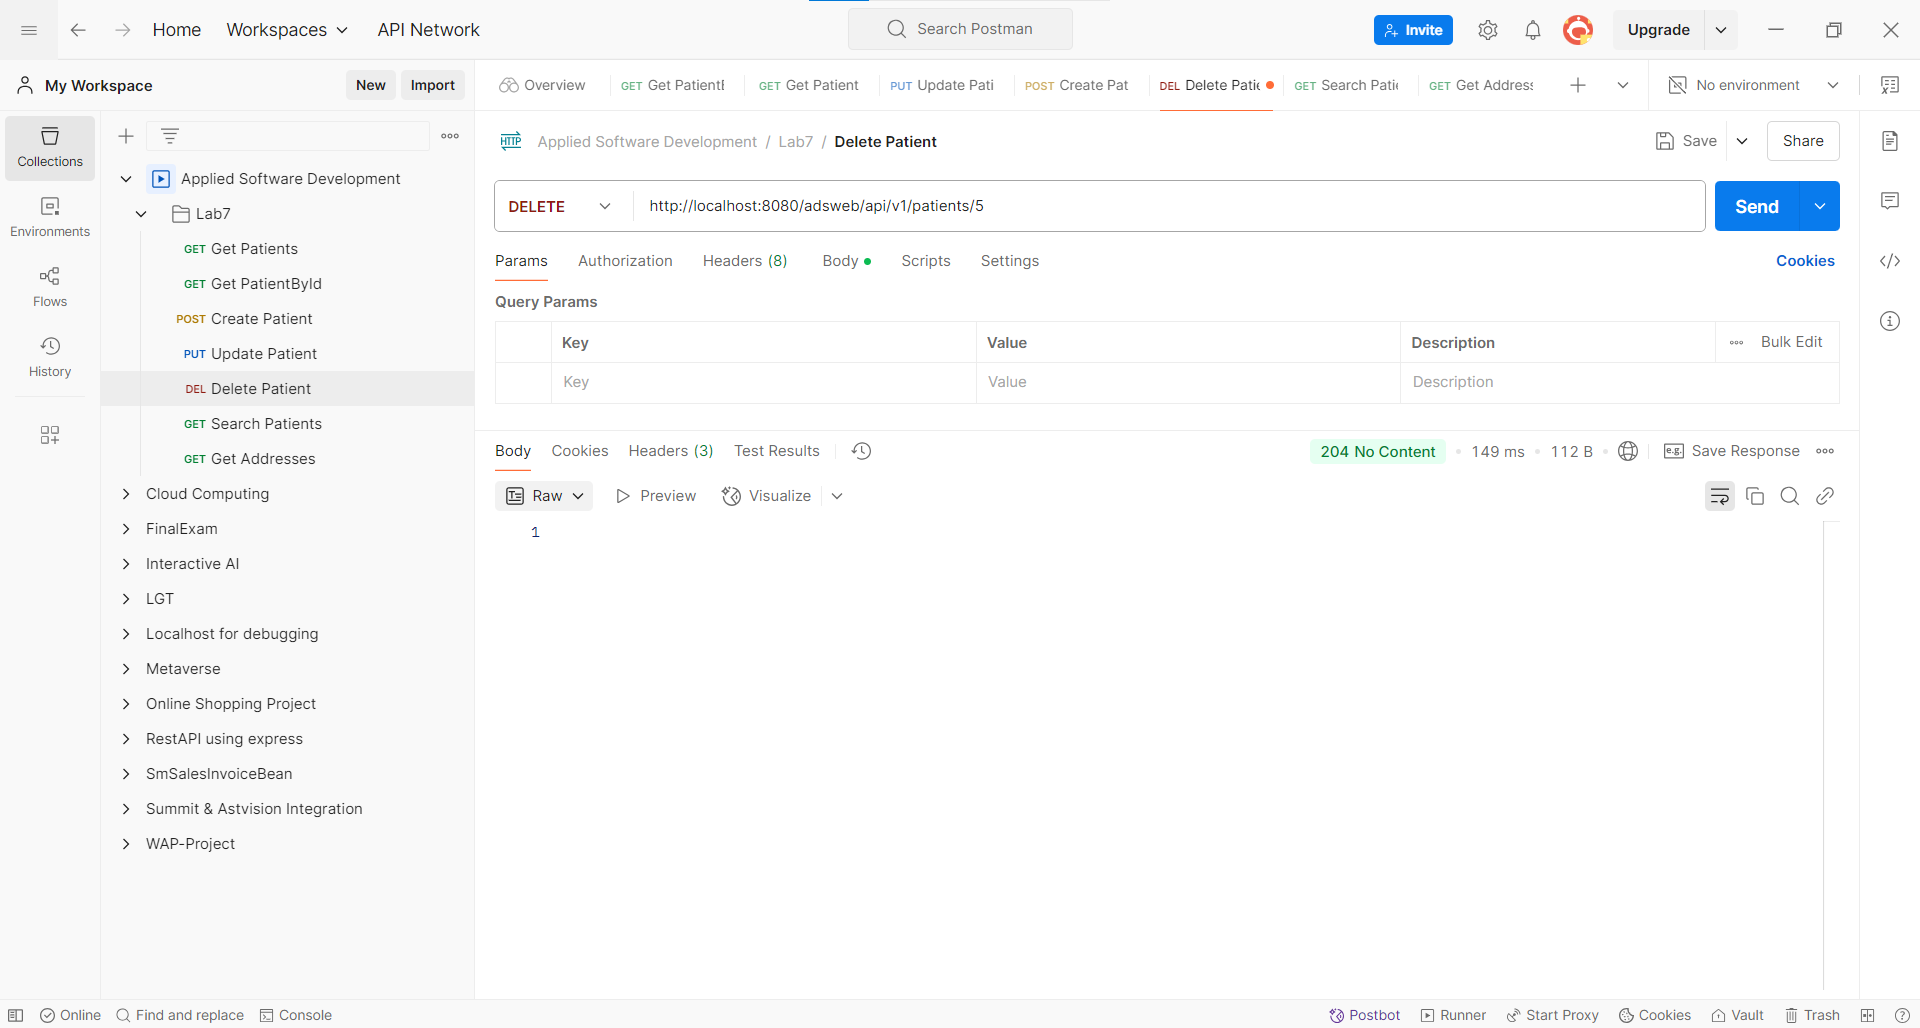 Home Workspaces API Network Search Postman Invite Upgrade
My Workspace New Import
Overview GET Get PatientB GET Get Patient PUT Update Pati POST Create Pat DEL Delete Patie GET Search Patie GET Get Address No environment
Collections
Environments
Flows
History
Applied Software Development
Lab7
GET Get Patients
GET Get PatientById
POST Create Patient
PUT Update Patient
DEL Delete Patient
GET Search Patients
GET Get Addresses
Cloud Computing
FinalExam
Interactive AI
LGT
Localhost for debugging
Metaverse
Online Shopping Project
RestAPI using express
SmSalesInvoiceBean
Summit & Astvision Integration
WAP-Project
HTTP Applied Software Development / Lab7 / Delete Patient Save Share
DELETE http://localhost:8080/adsweb/api/v1/patients/5 Send
Params Authorization Headers (8) Body Scripts Settings Cookies
Query Params
Key Value Description Bulk Edit
Key Value Description
Body Cookies Headers (3) Test Results 204 No Content 149 ms 112 B e.g. Save Response
Raw Preview Visualize
1
Online Find and replace Console Postbot Runner Start Proxy Cookies Vault Trash